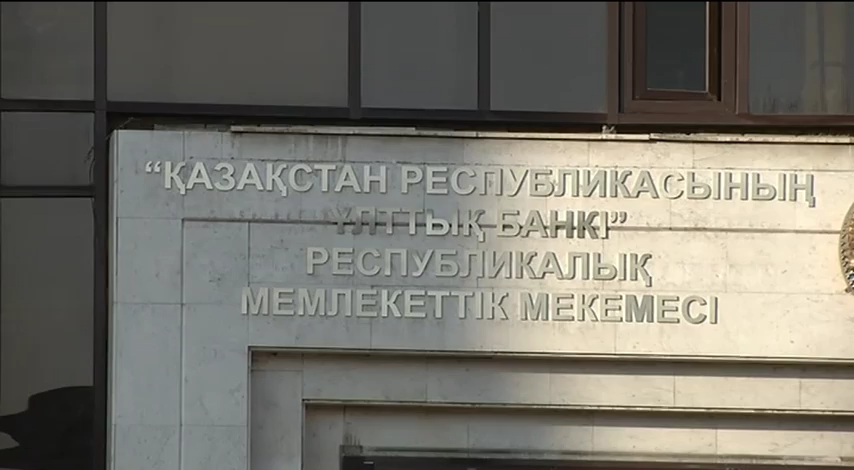 “ҚАЗАҚСТАН РЕСПУБЛИКАСЫНЫҢ
ҰЛТТЫҚ БАНКІ”
РЕСПУБЛИКАЛЫҚ
МЕМЛЕКЕТТІК МЕКЕМЕСІ